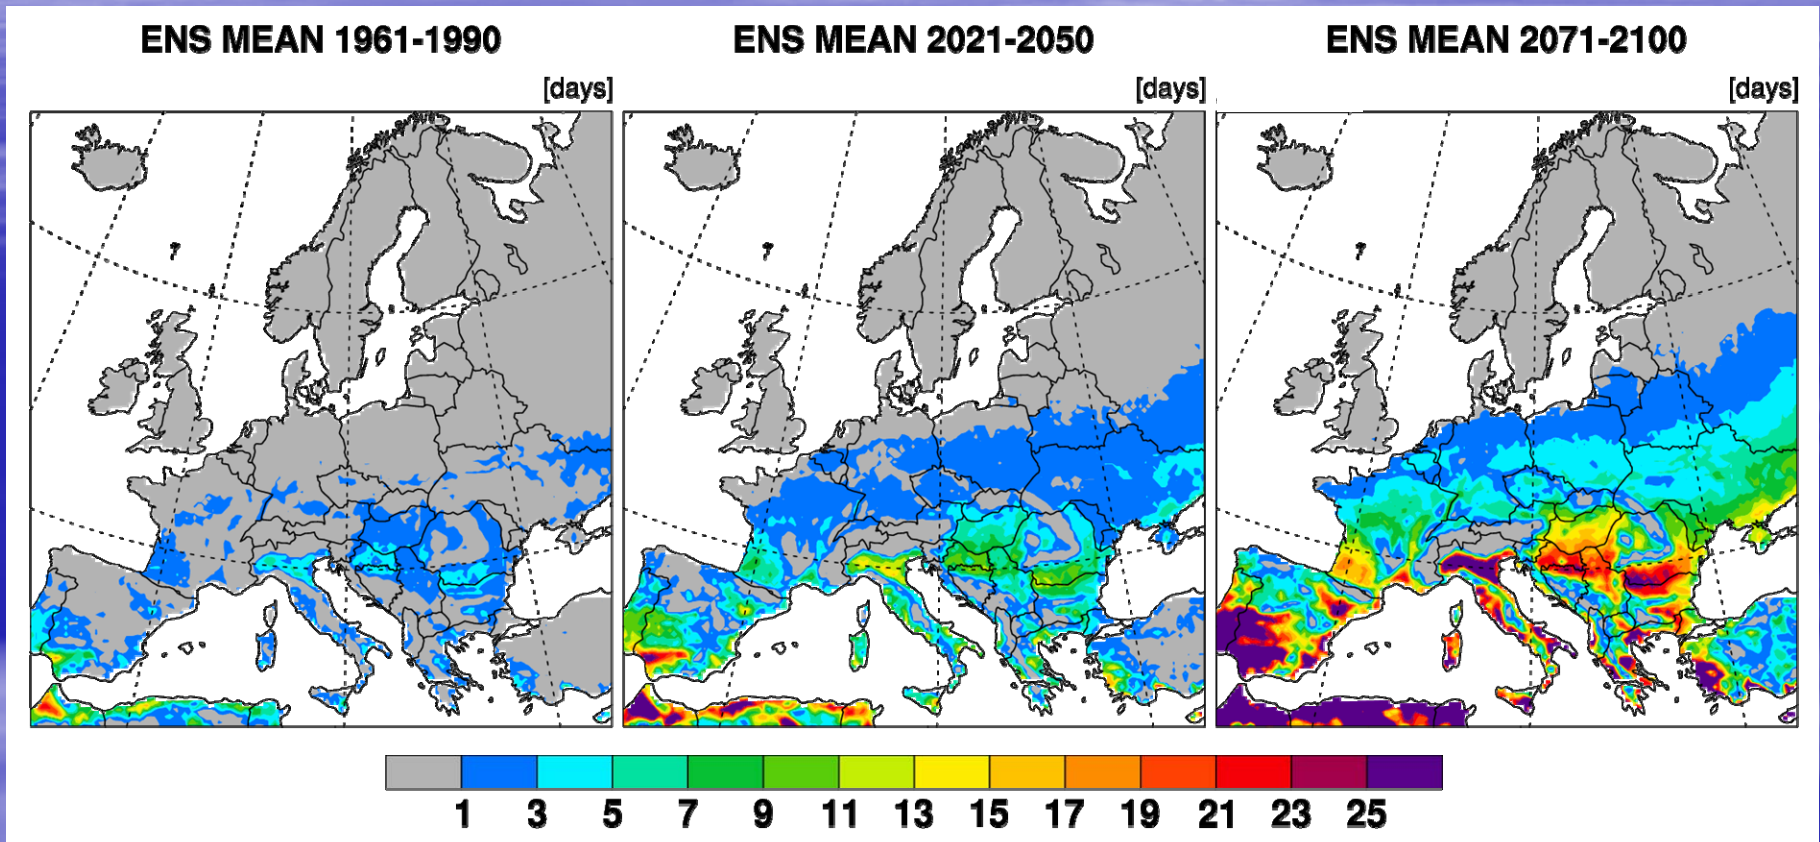 ENS MEAN 1961-1990
[days]
ENS MEAN 2021-2050
[days]
ENS MEAN 2071-2100
[days]
1 3 5 7 9 11 13 15 17 19 21 23 25